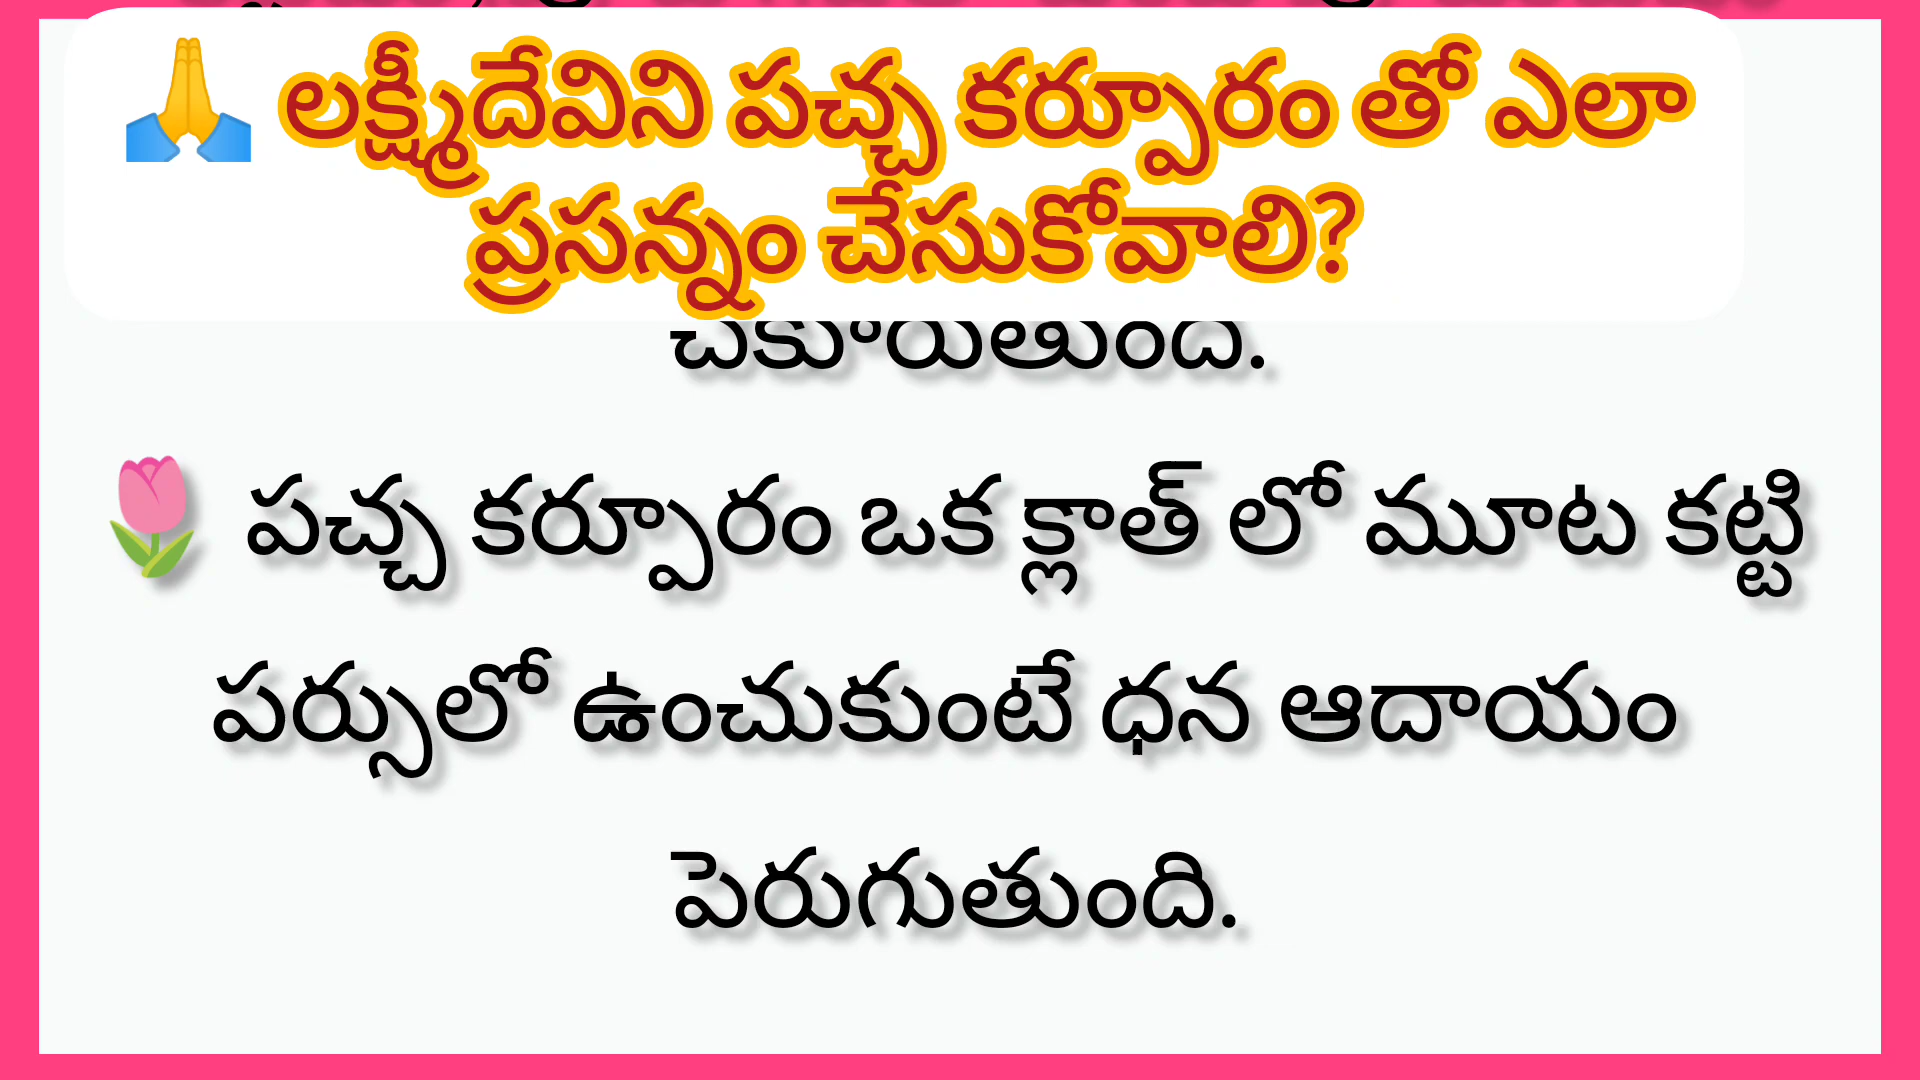 🙏 లక్ష్మీదేవిని పచ్చ కర్పూరం తో ఎలా
ప్రసన్నం చేసుకోవాలి?
చేకూరుతుంది.
🌷 పచ్చ కర్పూరం ఒక క్లాత్ లో మూట కట్టి
పర్సులో ఉంచుకుంటే ధన ఆదాయం
పెరుగుతుంది.